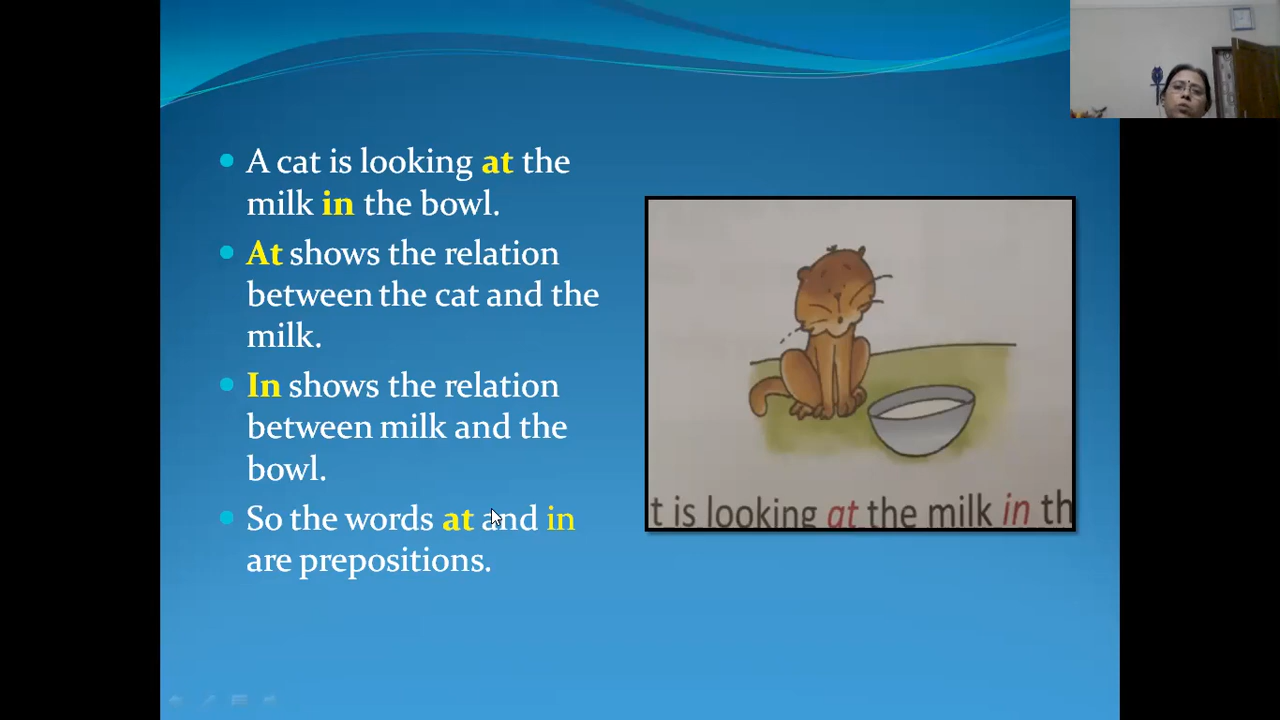 A cat is looking at the
milk in the bowl.
At shows the relation
between the cat and the
milk.
In shows the relation
between milk and the
bowl.
So the words at and in
are prepositions.
t is looking at the milk in th